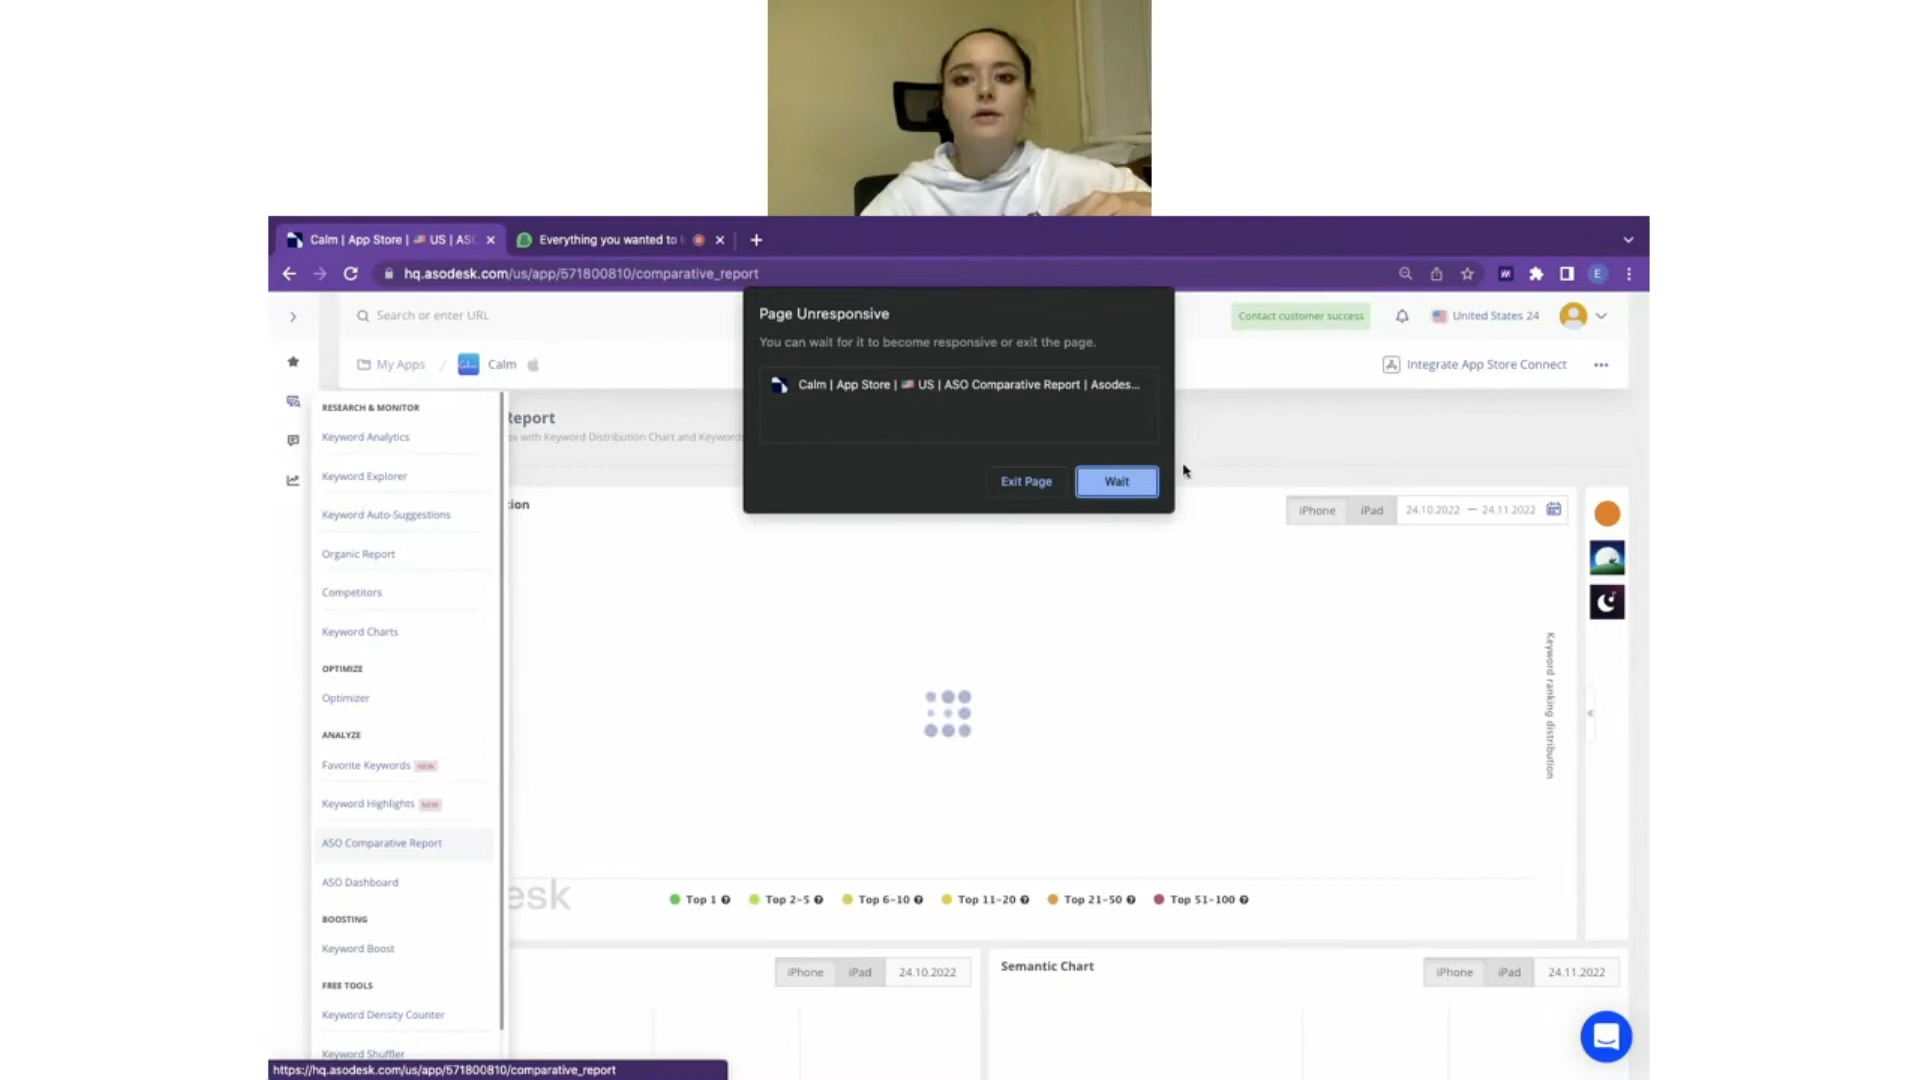 Calm | App Store | US | ASC
Everything you wanted to
hq.asodesk.com/us/app/571800810/comparative_report
E
Search or enter URL
Contact customer success
United States 24
My Apps / Calm
Integrate App Store Connect
Page Unresponsive
You can wait for it to become responsive or exit the page.
Calm | App Store | US | ASO Comparative Report | Asodes...
Exit Page
Wait
Report
with Keyword Distribution Chart and Keyword
RESEARCH & MONITOR
Keyword Analytics
Keyword Explorer
Keyword Auto-Suggestions
Organic Report
Competitors
Keyword Charts
OPTIMIZE
Optimizer
ANALYZE
Favorite Keywords NEW
Keyword Highlights NEW
ASO Comparative Report
ASO Dashboard
BOOSTING
Keyword Boost
FREE TOOLS
Keyword Density Counter
Keyword Shuffler
tion
iPhone iPad 24.10.2022 — 24.11.2022
Keyword ranking distribution
esk
Top 1 Top 2-5 Top 6-10 Top 11-20 Top 21-50 Top 51-100
iPhone iPad 24.10.2022
Semantic Chart
iPhone iPad 24.11.2022
https://hq.asodesk.com/us/app/571800810/comparative_report